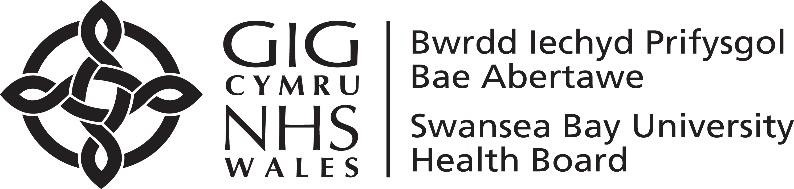 GIG
CYMRU
NHS
WALES
Bwrdd Iechyd Prifysgol
Bae Abertawe
Swansea Bay University
Health Board